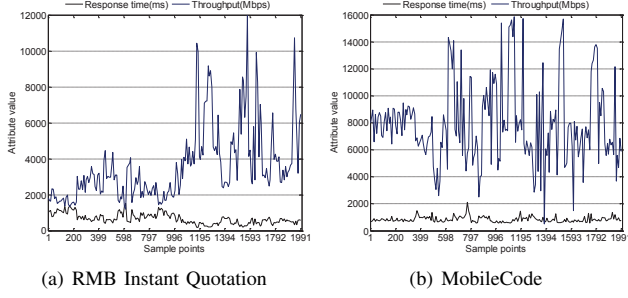 Response time(ms) Throughput(Mbps)
12000
10000
8000
6000
4000
2000
0
Attribute value
1 200 399 598 797 996 1195 1394 1593 1792 1991
Sample points
(a) RMB Instant Quotation
Response time(ms) Throughput(Mbps)
16000
14000
12000
10000
8000
6000
4000
2000
0
Attribute value
1 200 399 598 797 996 1195 1394 1593 1792 1991
Sample points
(b) MobileCode